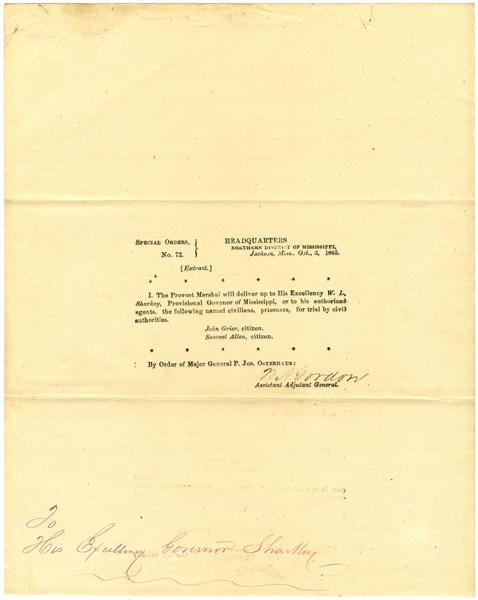 SPECIAL ORDERS,
No. 72.
HEADQUARTERS
NORTHERN DISTRICT OF MISSISSIPPI,
Jackson, Miss., Oct., 3, 1865.
[Extract.]
* * * * * *
I. The Provost Marshal will deliver up to His Excellency W. L.
Sharkey, Provisional Govenor of Mississippi, or to his authorized
agents, the following named civilians, prisoners, for trial by civil
authorities.
John Grier, citizen.
Samuel Allen, citizen.
* * * * * *
By Order of Major General P. Jos. OSTERHAUS:
Gordon
Assistant Adjutant General.
To
His Excellency Governor Sharkey